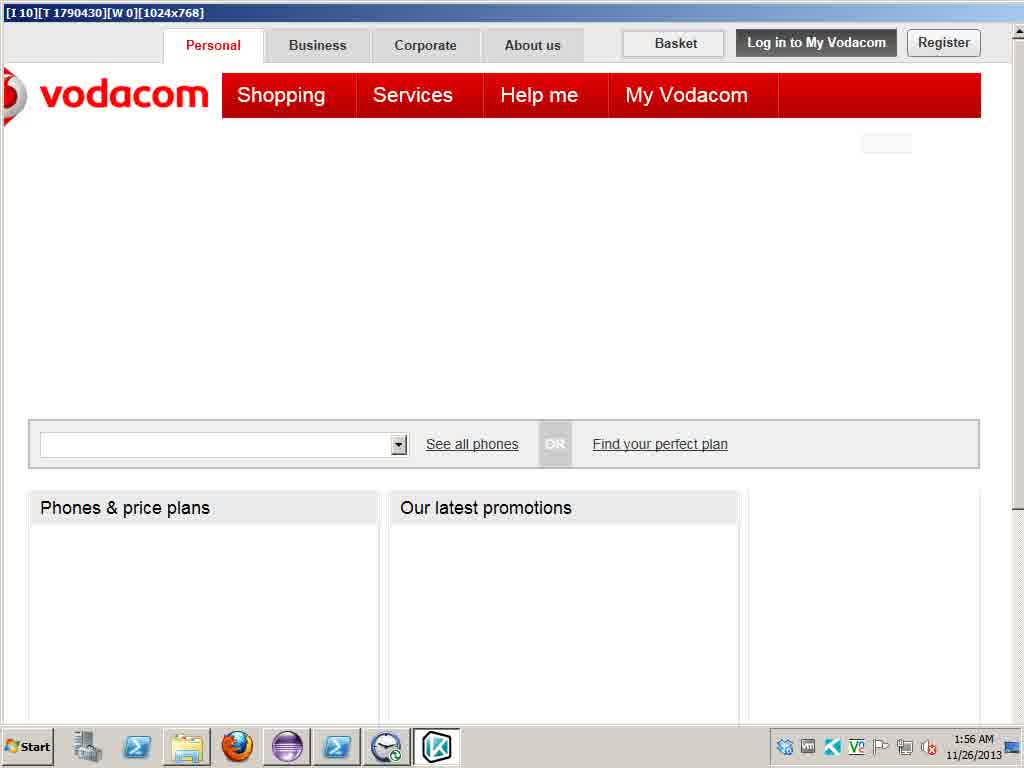 [I 10][T 1790430][W 0][1024x768]
Personal Business Corporate About us Basket Log in to My Vodacom Register
vodacom Shopping Services Help me My Vodacom
See all phones OR Find your perfect plan
Phones & price plans Our latest promotions
Start 1:56 AM
11/26/2013